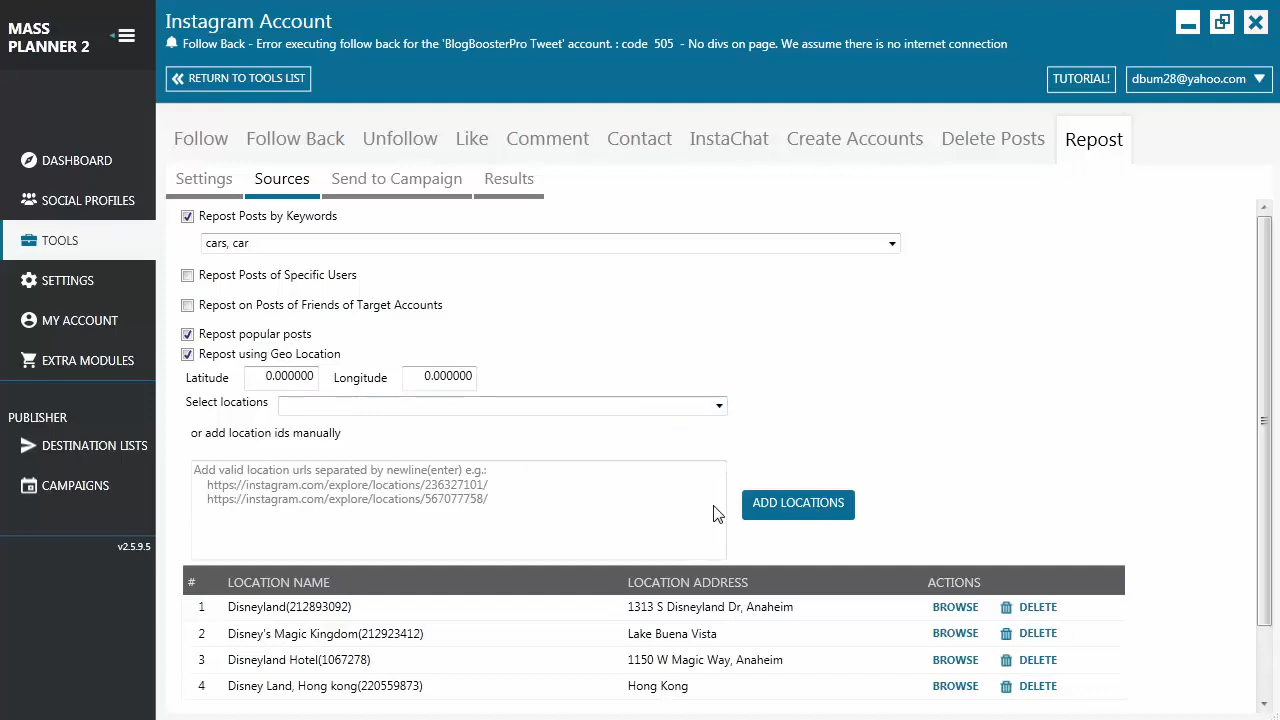 MASS
PLANNER 2
Instagram Account
Follow Back - Error executing follow back for the 'BlogBoosterPro Tweet' account. : code 505 - No divs on page. We assume there is no internet connection
RETURN TO TOOLS LIST
TUTORIAL!
dbum28@yahoo.com
Follow Follow Back Unfollow Like Comment Contact InstaChat Create Accounts Delete Posts Repost
Settings Sources Send to Campaign Results
DASHBOARD
SOCIAL PROFILES
TOOLS
SETTINGS
MY ACCOUNT
EXTRA MODULES
PUBLISHER
DESTINATION LISTS
CAMPAIGNS
v2.5.9.5
Repost Posts by Keywords
cars, car
Repost Posts of Specific Users
Repost on Posts of Friends of Target Accounts
Repost popular posts
Repost using Geo Location
Latitude 0.000000 Longitude 0.000000
Select locations
or add location ids manually
Add valid location urls separated by newline(enter) e.g.:
https://instagram.com/explore/locations/236327101/
https://instagram.com/explore/locations/567077758/
ADD LOCATIONS
# LOCATION NAME LOCATION ADDRESS ACTIONS
1 Disneyland(212893092) 1313 S Disneyland Dr, Anaheim BROWSE DELETE
2 Disney's Magic Kingdom(212923412) Lake Buena Vista BROWSE DELETE
3 Disneyland Hotel(1067278) 1150 W Magic Way, Anaheim BROWSE DELETE
4 Disney Land, Hong kong(220559873) Hong Kong BROWSE DELETE